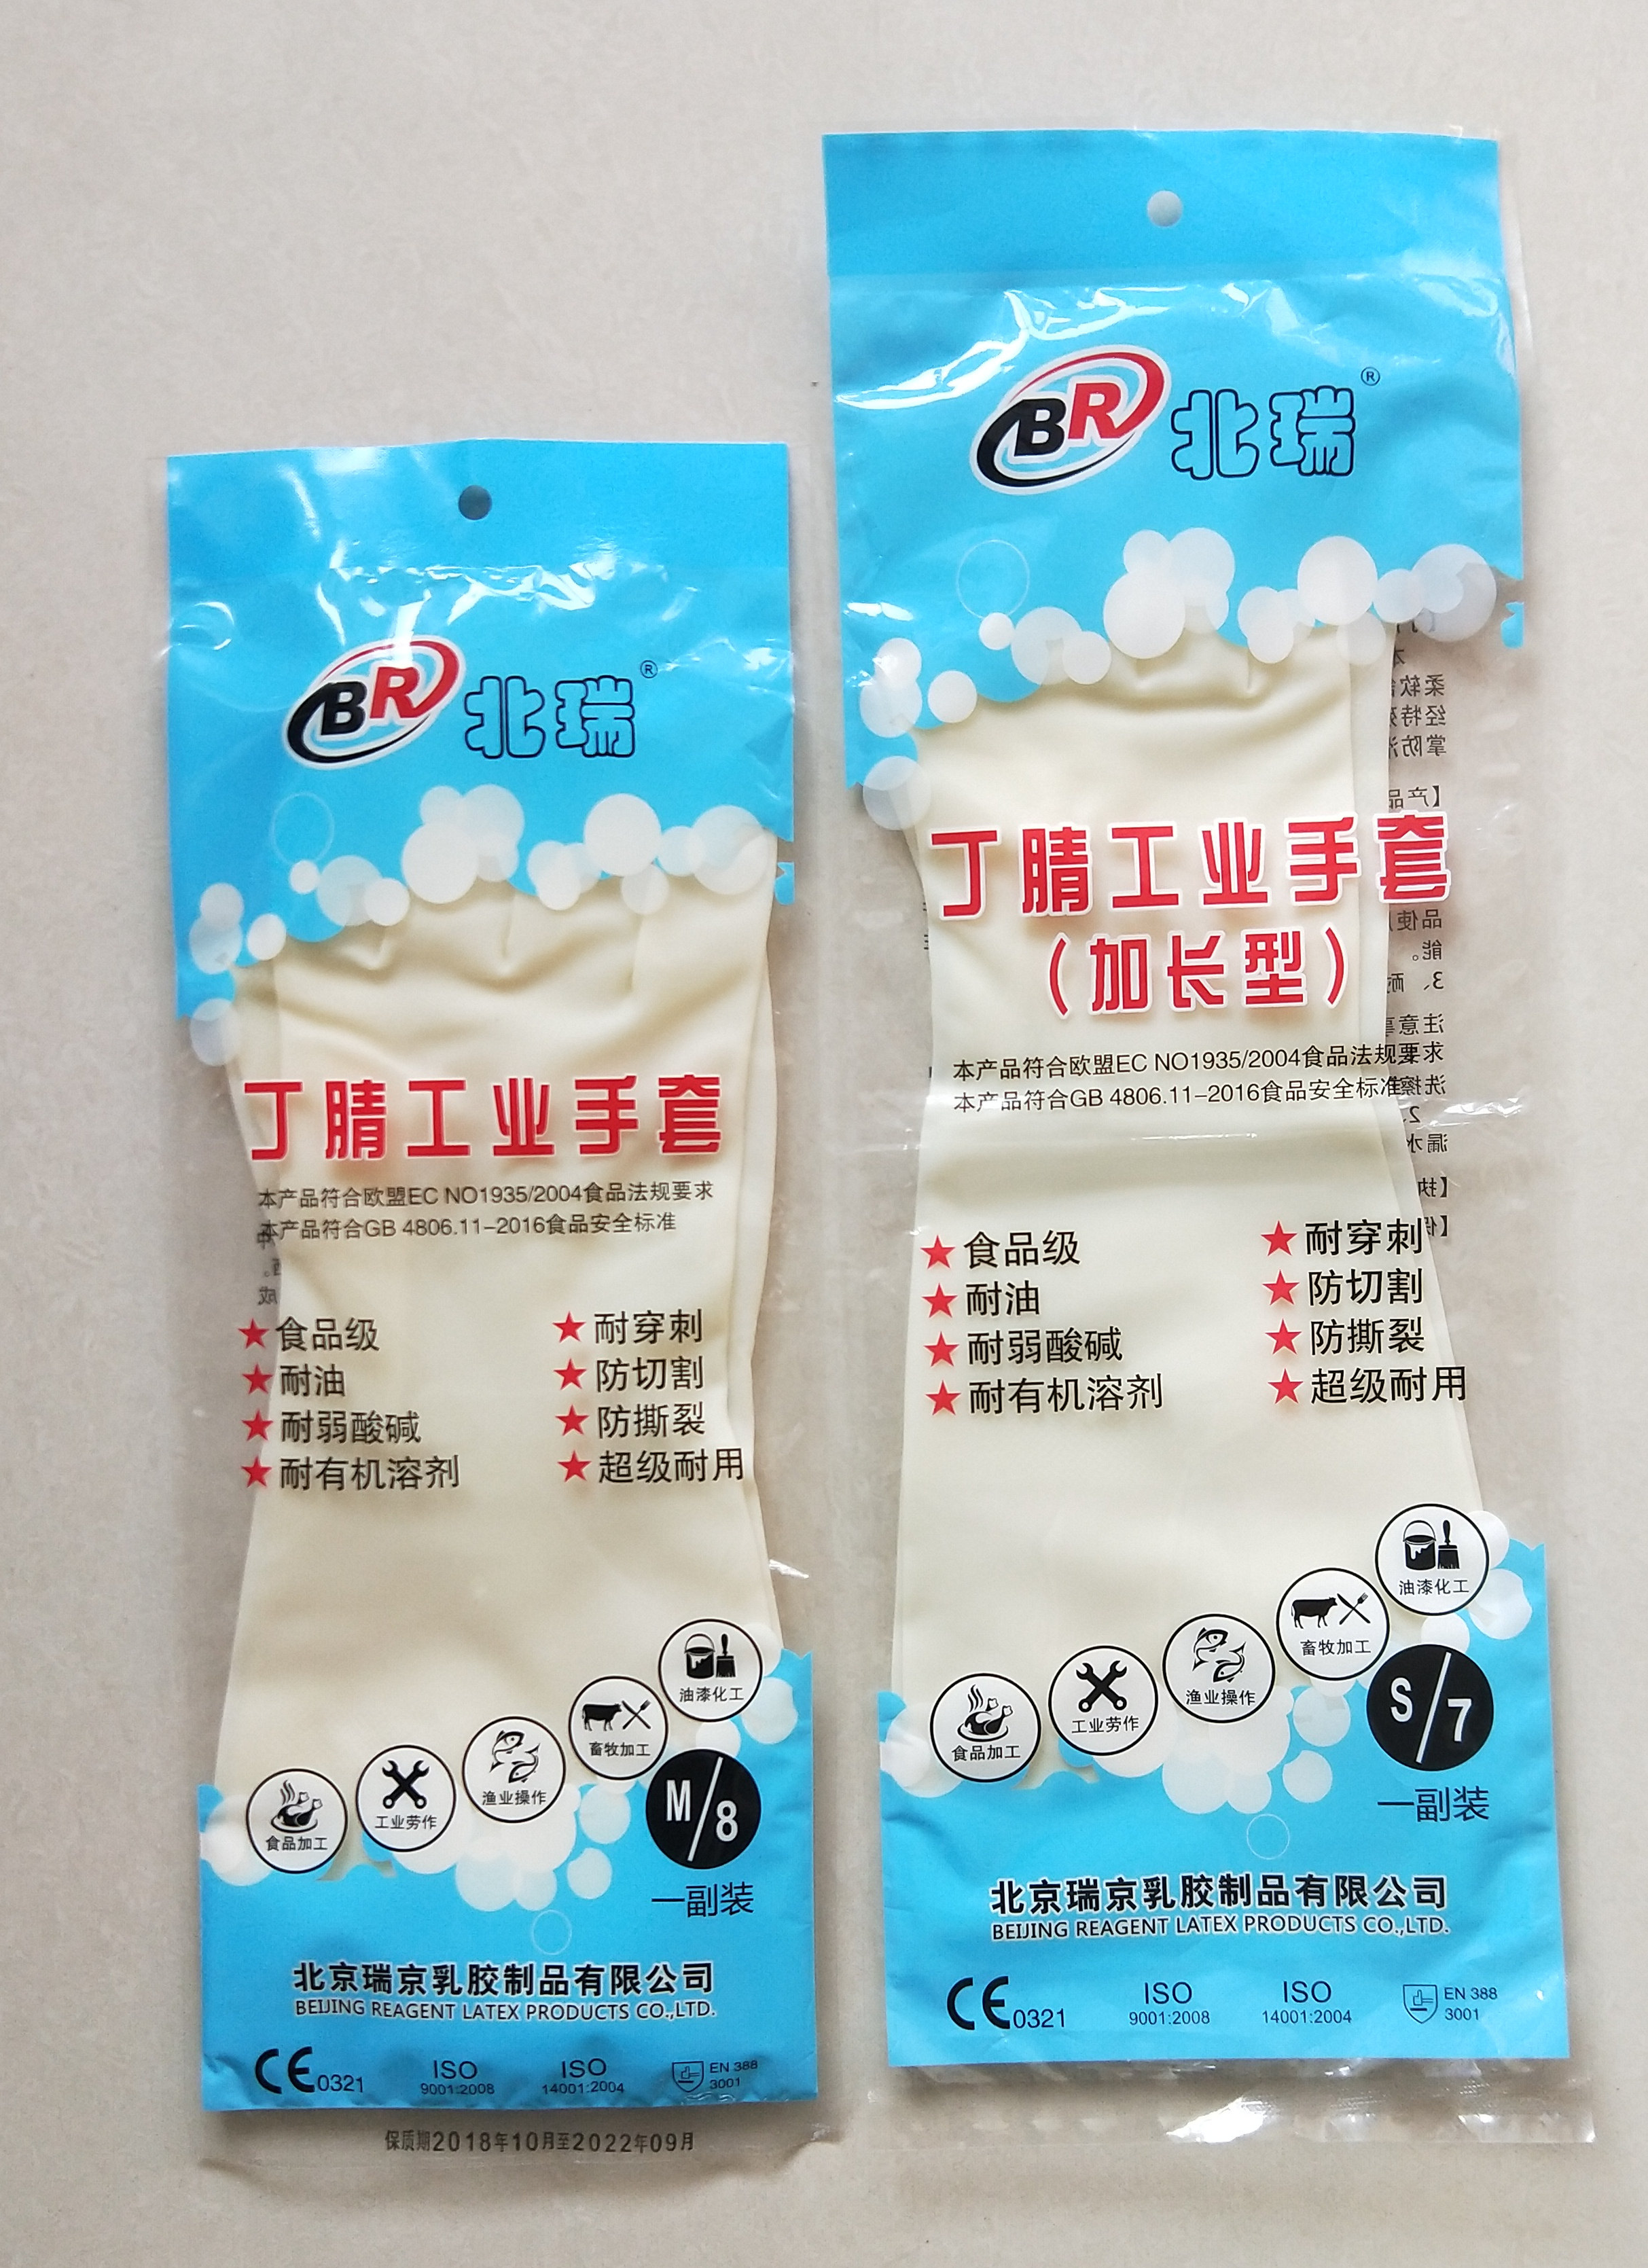 BR 北瑞®
丁腈工业手套
本产品符合欧盟EC NO1935/2004食品法规要求
本产品符合GB 4806.11-2016食品安全标准
★食品级
★耐油
★耐弱酸碱
★耐有机溶剂
★耐穿刺
★防切割
★防撕裂
★超级耐用
食品加工
工业劳作
渔业操作
畜牧加工
油漆化工
M/8
一副装
北京瑞京乳胶制品有限公司
BEIJING REAGENT LATEX PRODUCTS CO.,LTD.
CE 0321
ISO
9001:2008
ISO
14001:2004
EN 388
3001
保质期2018年10月至2022年09月
BR 北瑞®
丁腈工业手套
(加长型)
本产品符合欧盟EC NO1935/2004食品法规要求
本产品符合GB 4806.11-2016食品安全标准
★食品级
★耐油
★耐弱酸碱
★耐有机溶剂
★耐穿刺
★防切割
★防撕裂
★超级耐用
食品加工
工业劳作
渔业操作
畜牧加工
油漆化工
S/7
一副装
北京瑞京乳胶制品有限公司
BEIJING REAGENT LATEX PRODUCTS CO.,LTD.
CE 0321
ISO
9001:2008
ISO
14001:2004
EN 388
3001